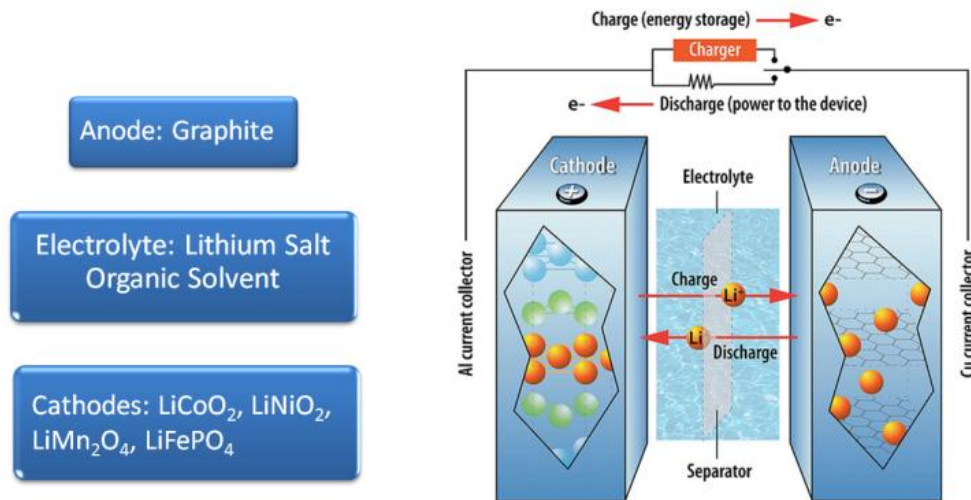 Anode: Graphite
Electrolyte: Lithium Salt
Organic Solvent
Cathodes: LiCoO₂, LiNiO₂,
LiMn₂O₄, LiFePO₄
Charge (energy storage) e-
Charger
e- Discharge (power to the device)
Al current collector
Cathode
+
Electrolyte
Charge
Li⁺
Li
Discharge
Separator
Anode
−
Cu current collector